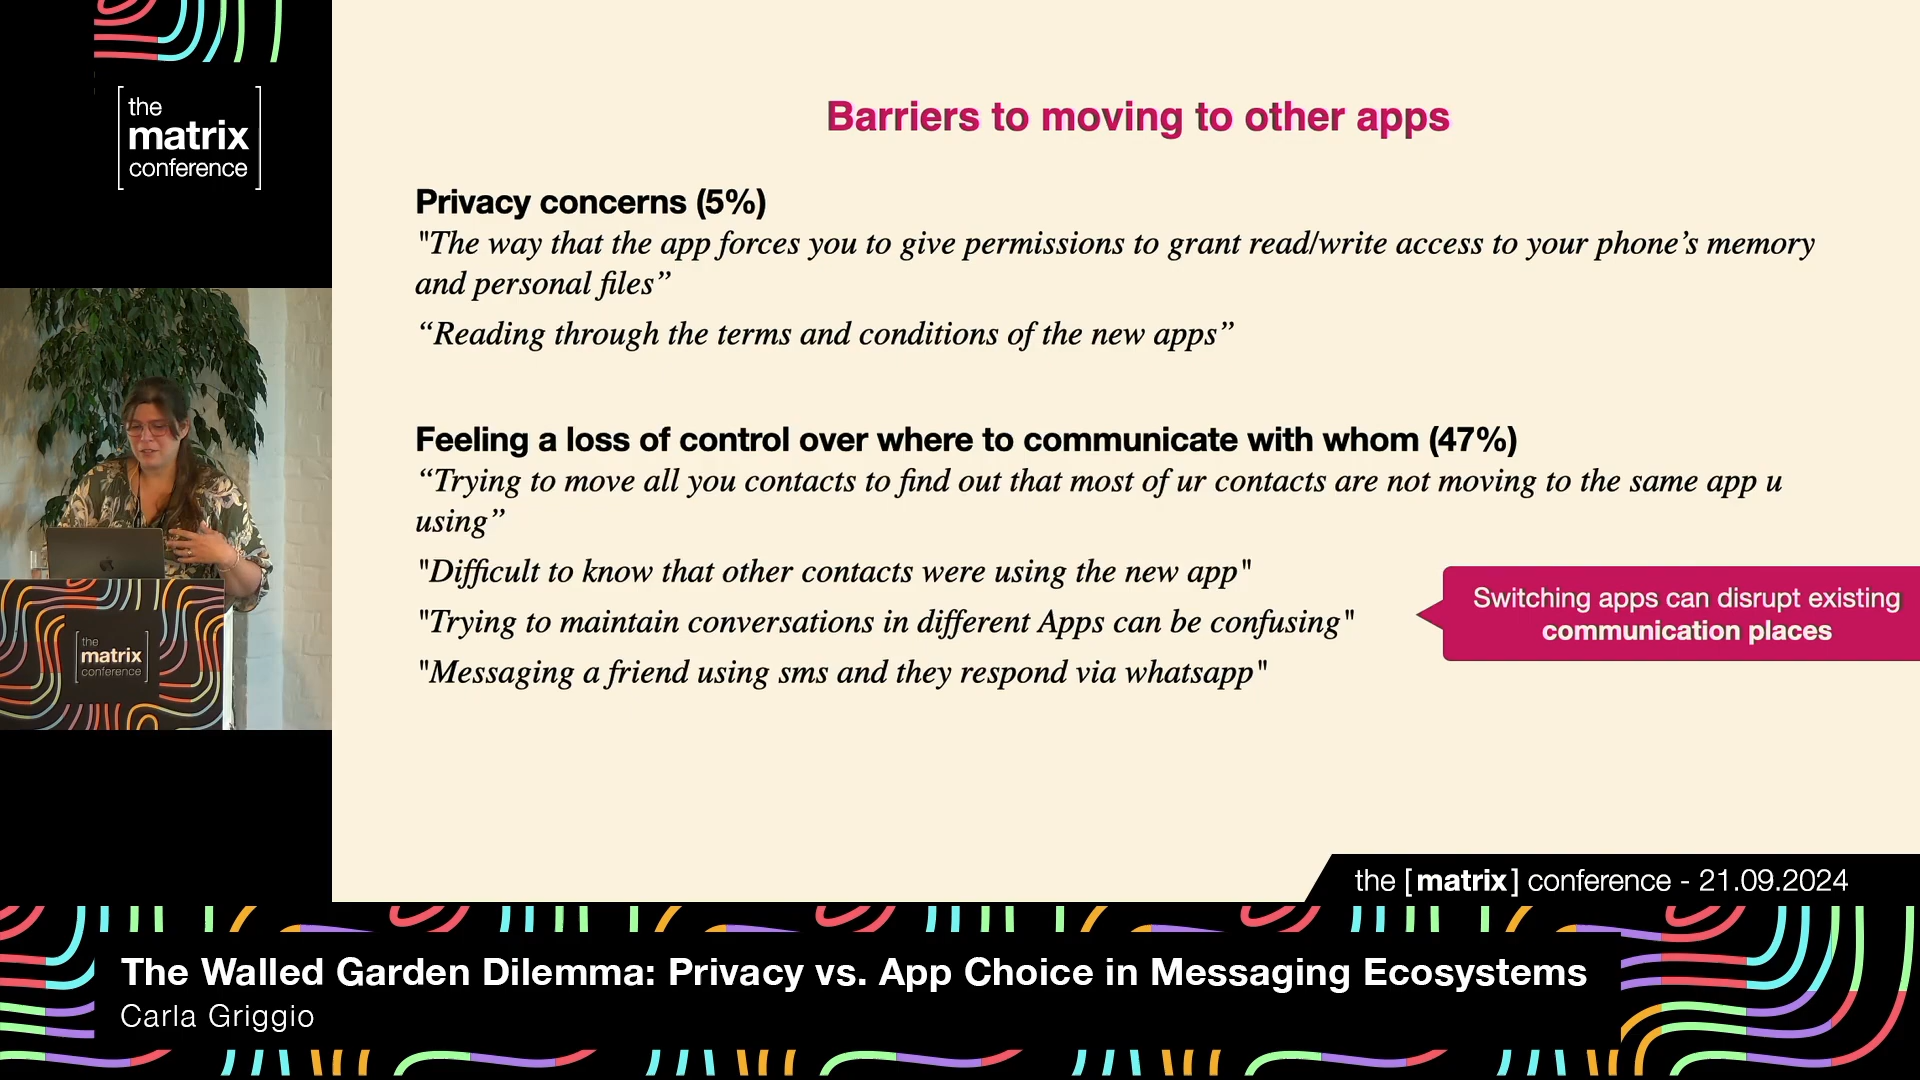 the
matrix
conference
Barriers to moving to other apps
Privacy concerns (5%)
"The way that the app forces you to give permissions to grant read/write access to your phone’s memory
and personal files”
“Reading through the terms and conditions of the new apps”
Feeling a loss of control over where to communicate with whom (47%)
“Trying to move all you contacts to find out that most of ur contacts are not moving to the same app u
using”
"Difficult to know that other contacts were using the new app"
"Trying to maintain conversations in different Apps can be confusing"
"Messaging a friend using sms and they respond via whatsapp"
Switching apps can disrupt existing
communication places
the
matrix
conference
the [matrix] conference - 21.09.2024
The Walled Garden Dilemma: Privacy vs. App Choice in Messaging Ecosystems
Carla Griggio